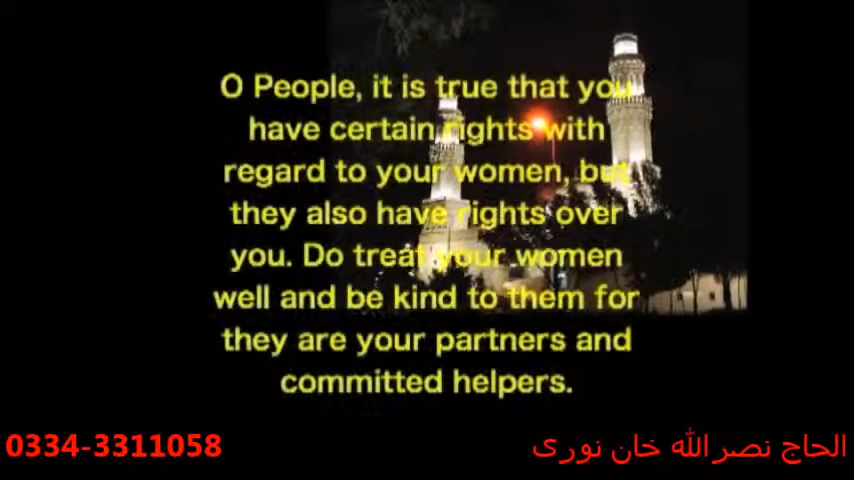 O People, it is true that you
have certain rights with
regard to your women, but
they also have rights over
you. Do treat your women
well and be kind to them for
they are your partners and
committed helpers.
0334-3311058
الحاج نصر الله خان نوری